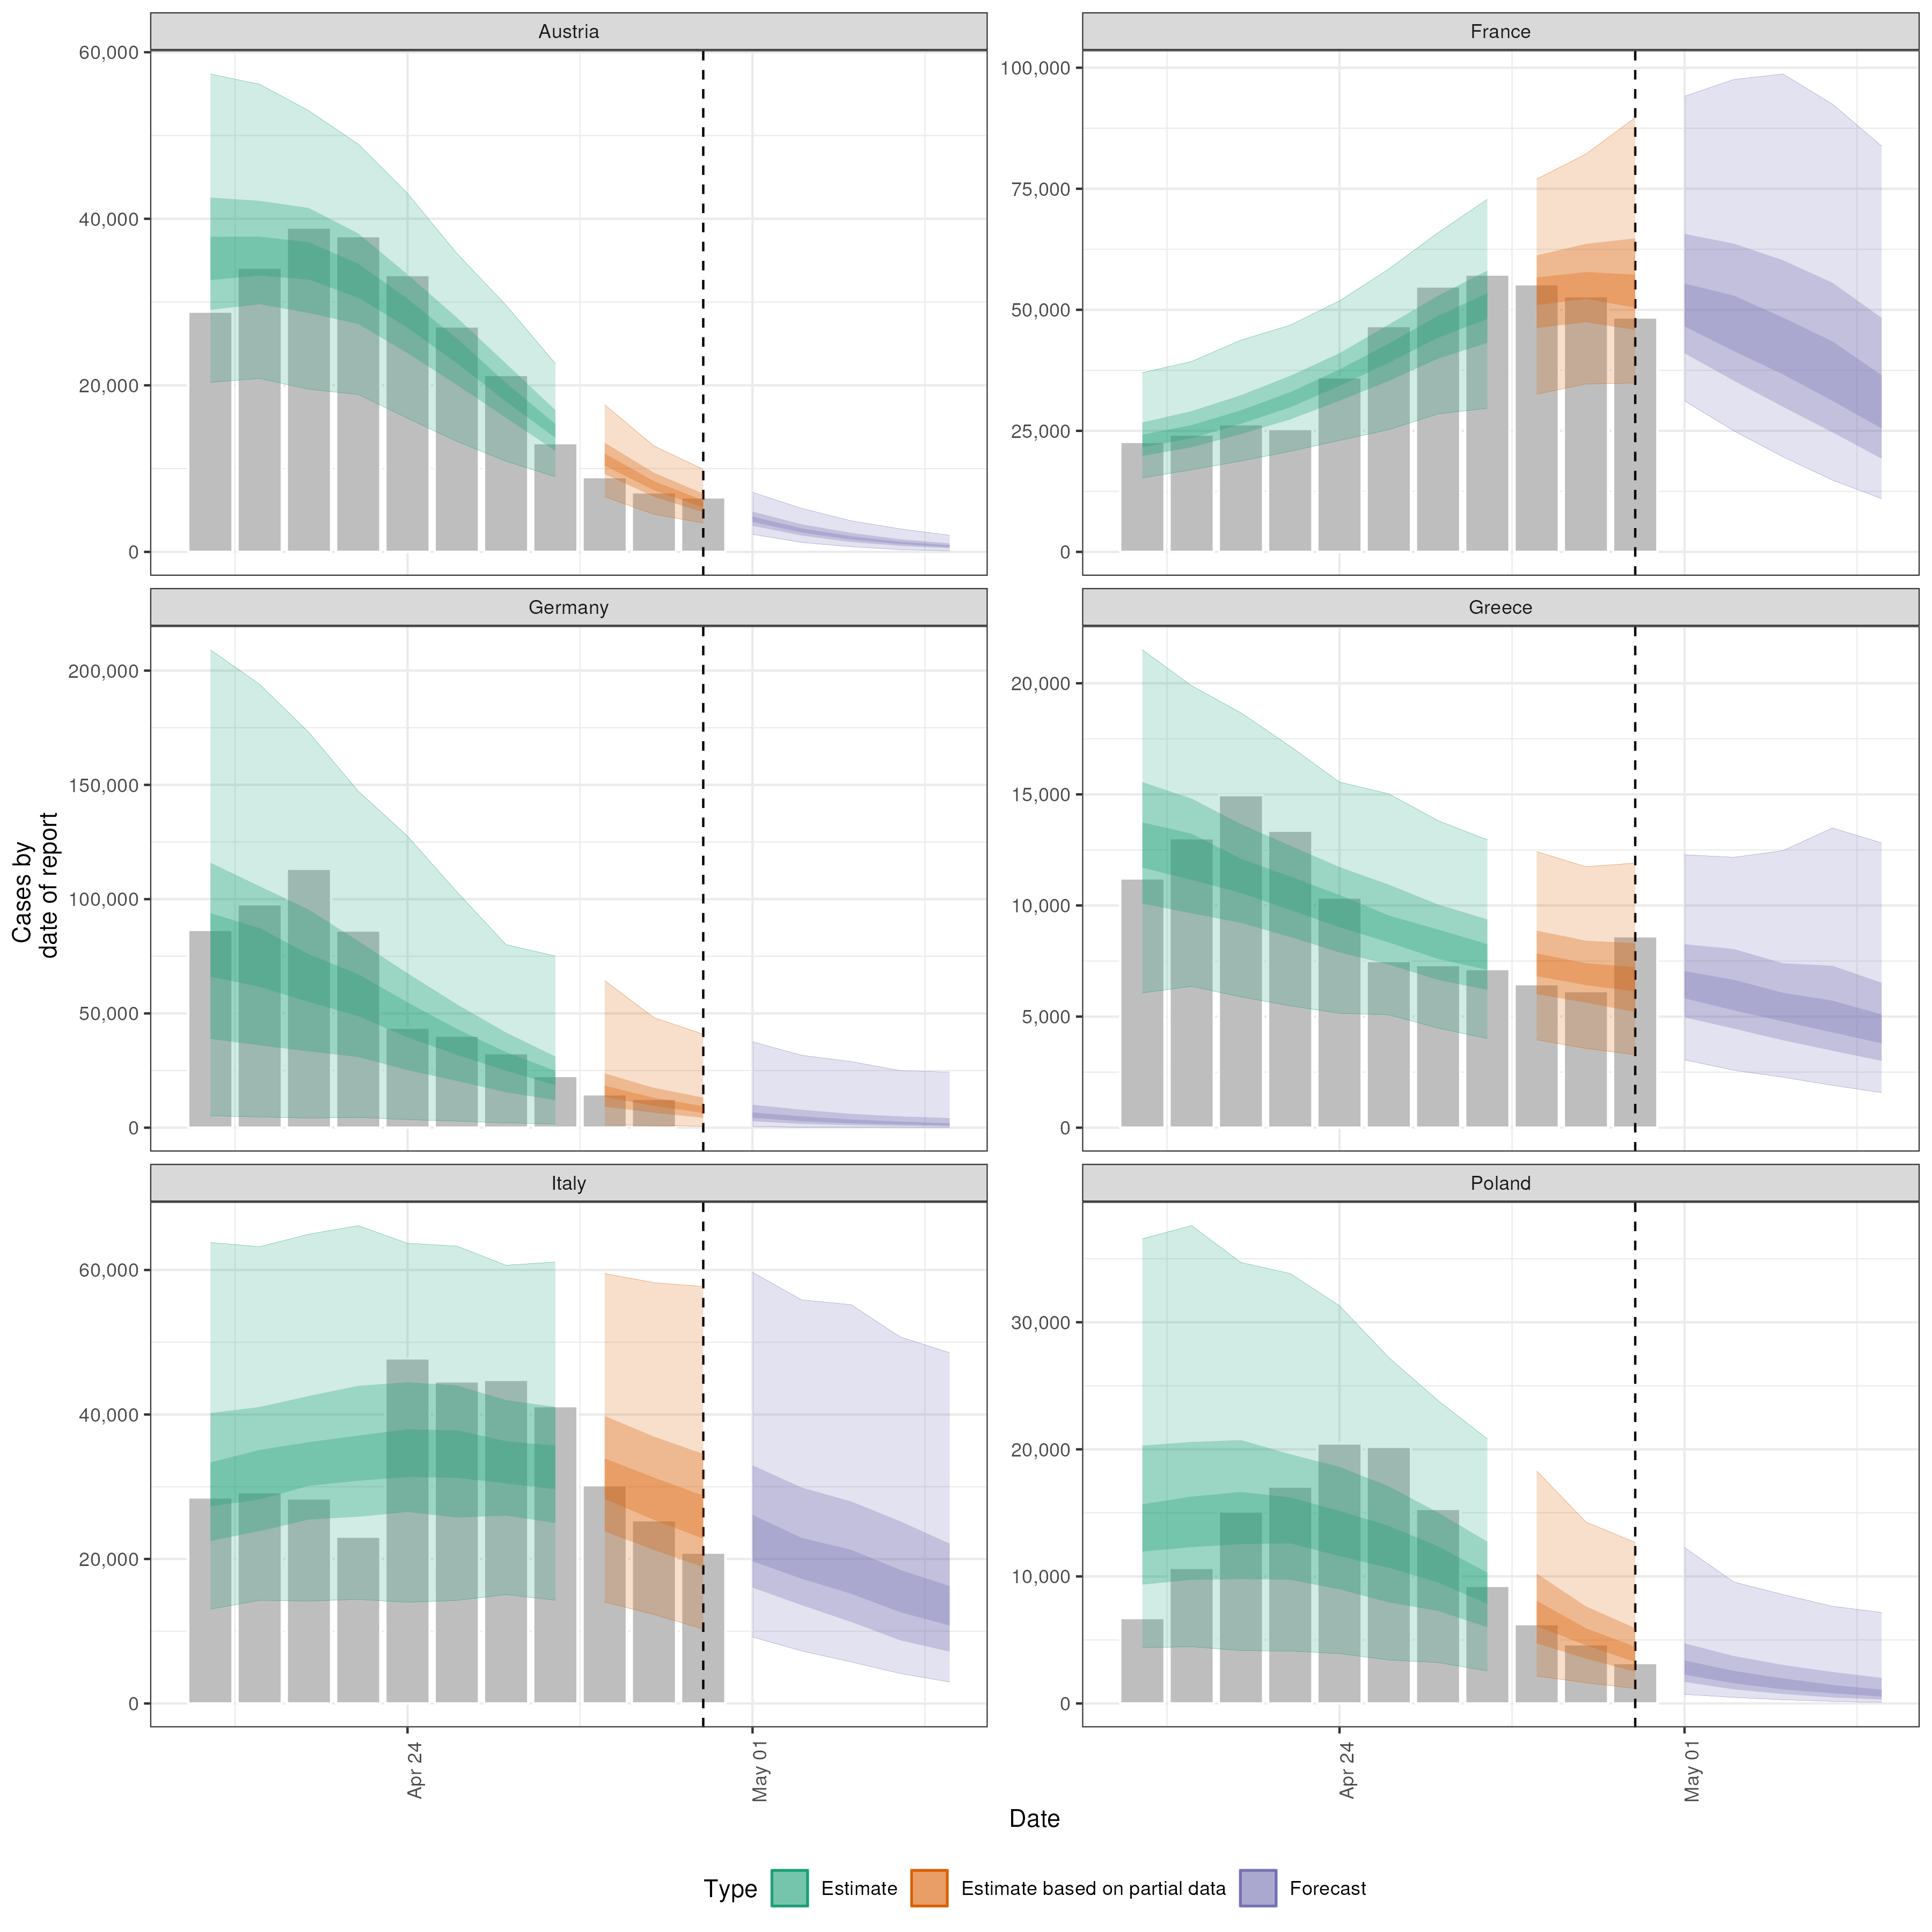 Austria
France
60,000
40,000
20,000
0
100,000
75,000
50,000
25,000
0
Germany
Greece
200,000
150,000
100,000
50,000
0
20,000
15,000
10,000
5,000
0
Italy
Poland
60,000
40,000
20,000
0
30,000
20,000
10,000
0
Cases by
date of report
Apr 24
May 01
Apr 24
May 01
Date
Type
Estimate
Estimate based on partial data
Forecast